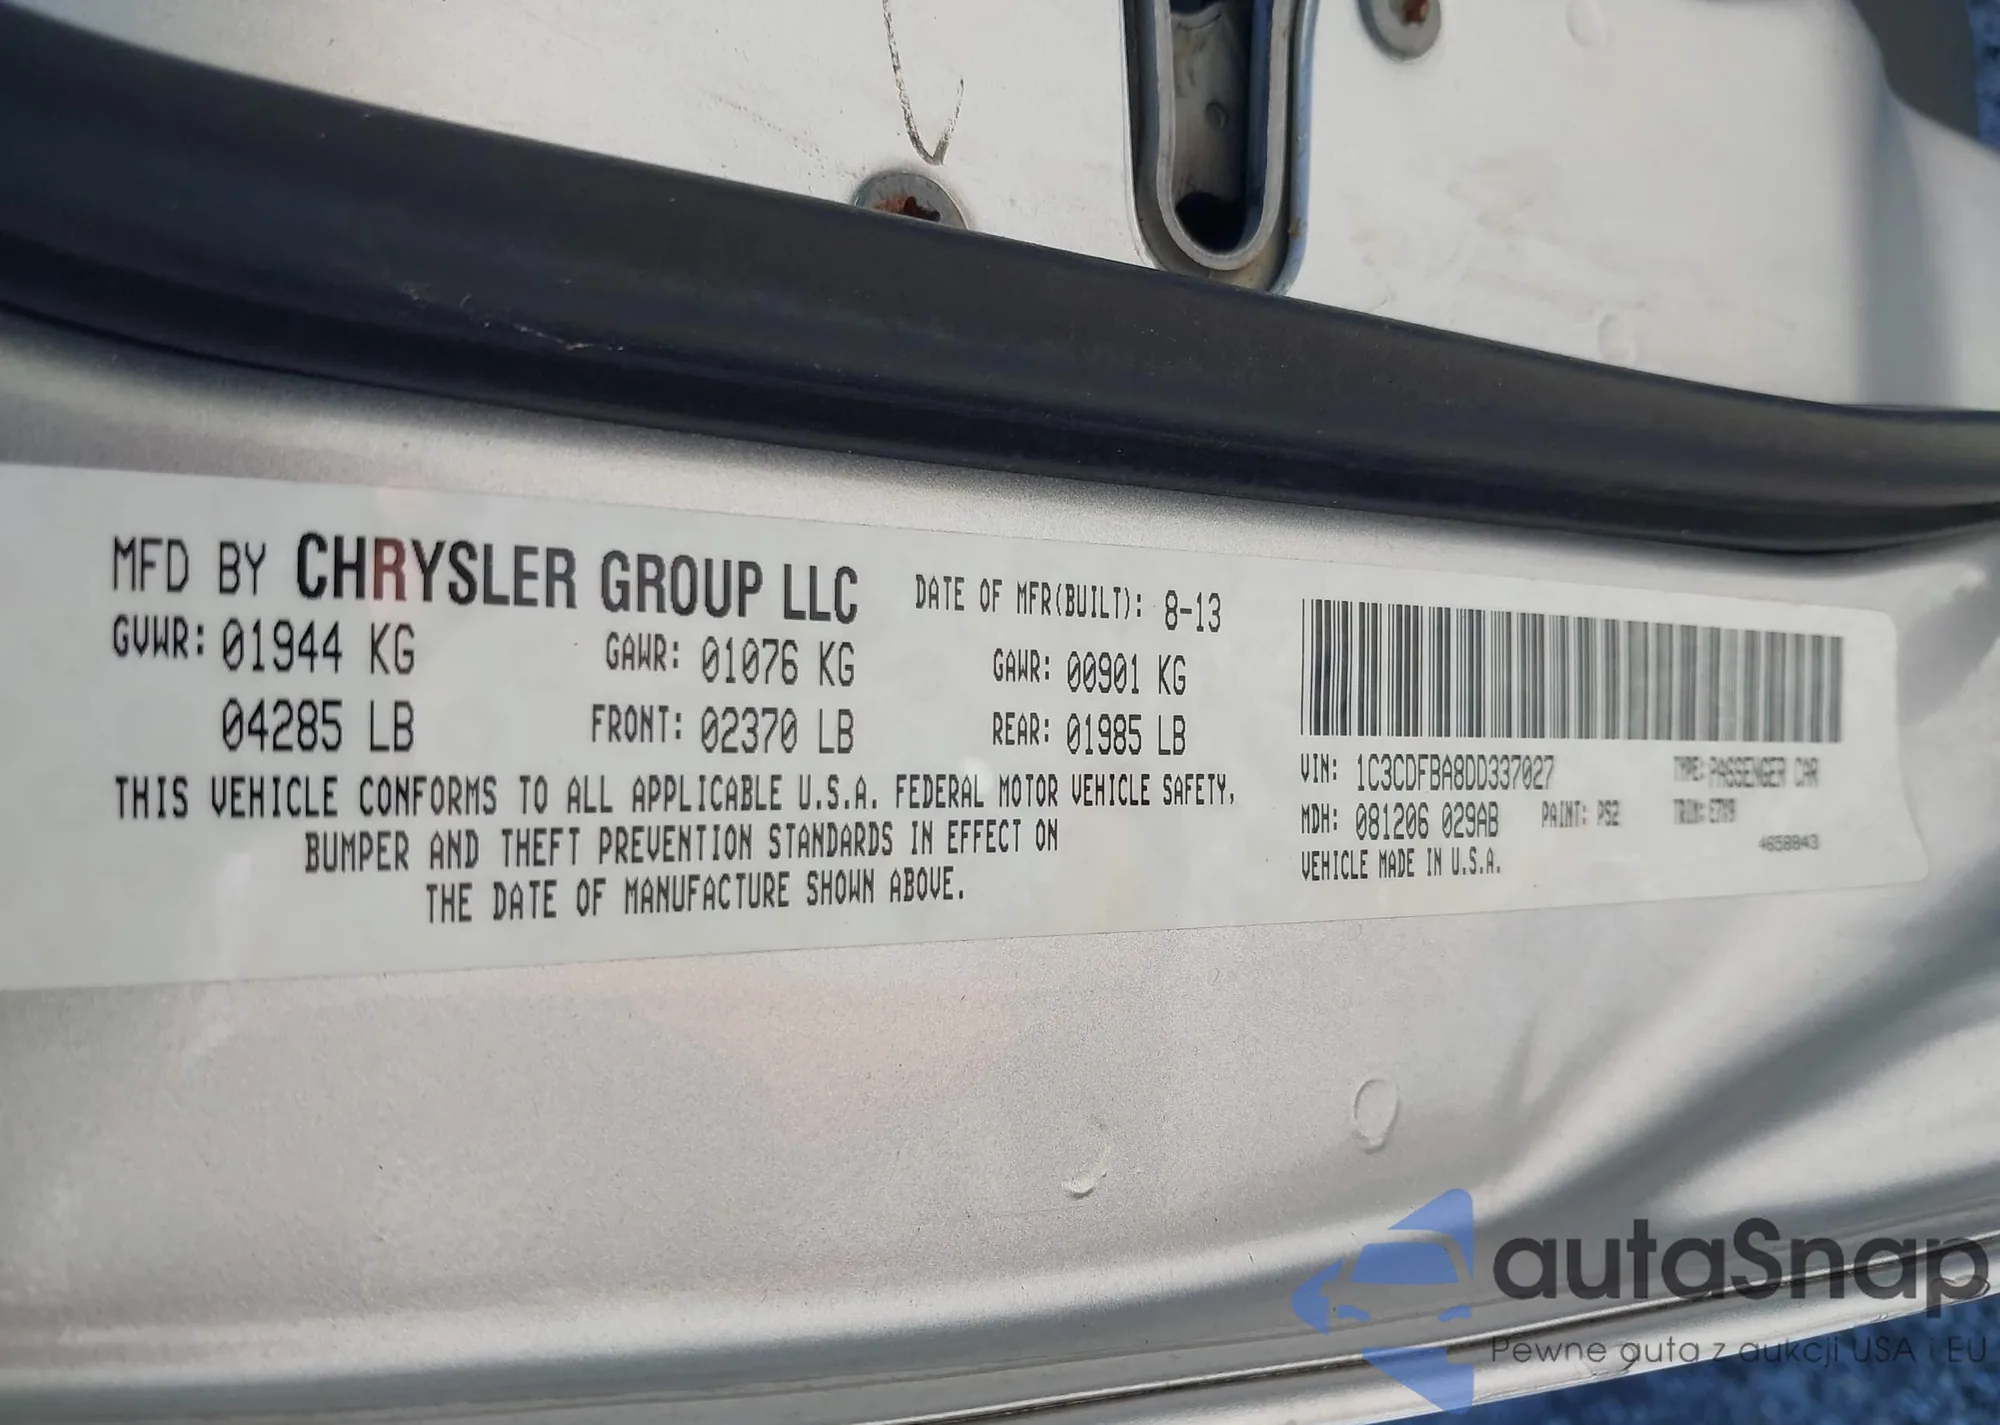 MFD BY CHRYSLER GROUP LLC DATE OF MFR(BUILT): 8-13
GVWR: 01944 KG GAWR: 01076 KG GAWR: 00901 KG
04285 LB FRONT: 02370 LB REAR: 01985 LB
THIS VEHICLE CONFORMS TO ALL APPLICABLE U.S.A. FEDERAL MOTOR VEHICLE SAFETY,
BUMPER AND THEFT PREVENTION STANDARDS IN EFFECT ON
THE DATE OF MANUFACTURE SHOWN ABOVE.
VIN: 1C3CDFBA8DD337027 TYPE: PASSENGER CAR
MDH: 081206 029AB PAINT: PS2 TRIM:
VEHICLE MADE IN U.S.A. 4658843
autaSnap
Pewne auta z aukcji USA i EU